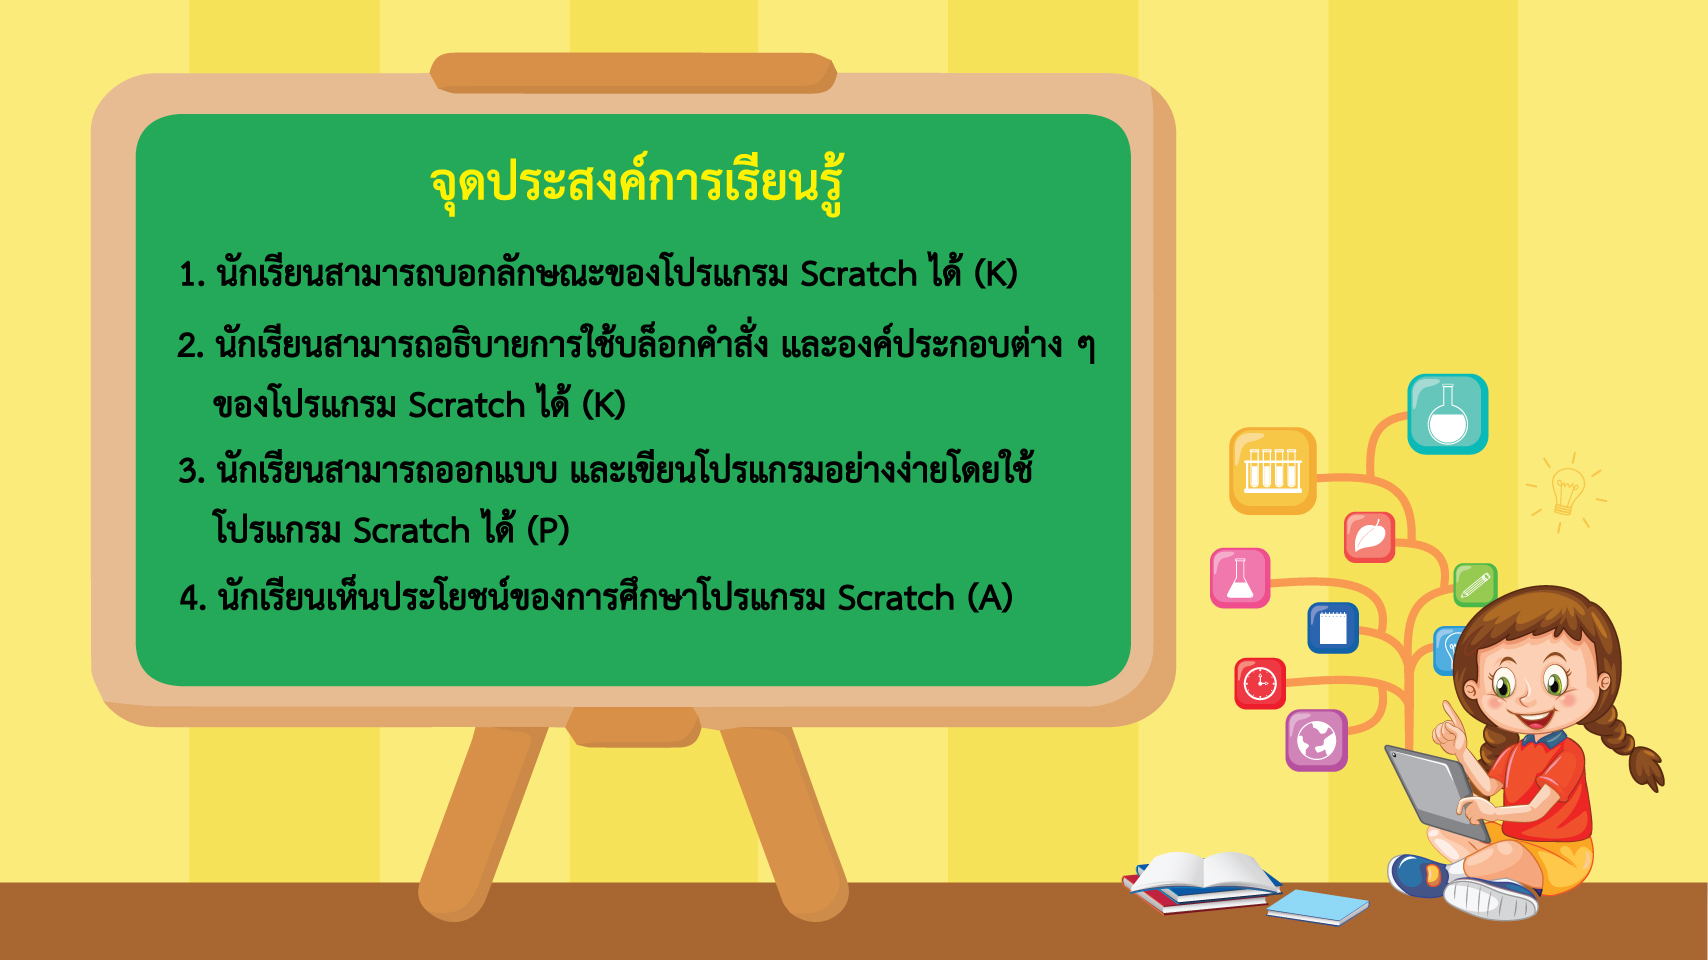 จุดประสงค์การเรียนรู้
1. นักเรียนสามารถบอกลักษณะของโปรแกรม Scratch ได้ (K)
2. นักเรียนสามารถอธิบายการใช้บล็อกคำสั่ง และองค์ประกอบต่าง ๆ
ของโปรแกรม Scratch ได้ (K)
3. นักเรียนสามารถออกแบบ และเขียนโปรแกรมอย่างง่ายโดยใช้
โปรแกรม Scratch ได้ (P)
4. นักเรียนเห็นประโยชน์ของการศึกษาโปรแกรม Scratch (A)